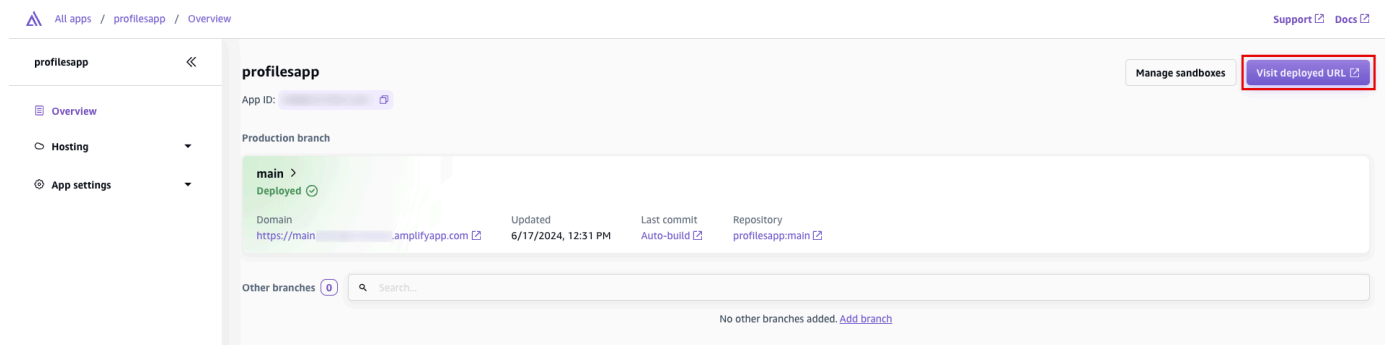 All apps / profilesapp / Overview
Support Docs
profilesapp
Overview
Hosting
App settings
profilesapp
Manage sandboxes
Visit deployed URL
App ID:
Production branch
main >
Deployed
Domain Updated Last commit Repository
https://main .amplifyapp.com 6/17/2024, 12:31 PM Auto-build profilesapp:main
Other branches 0 Search...
No other branches added. Add branch